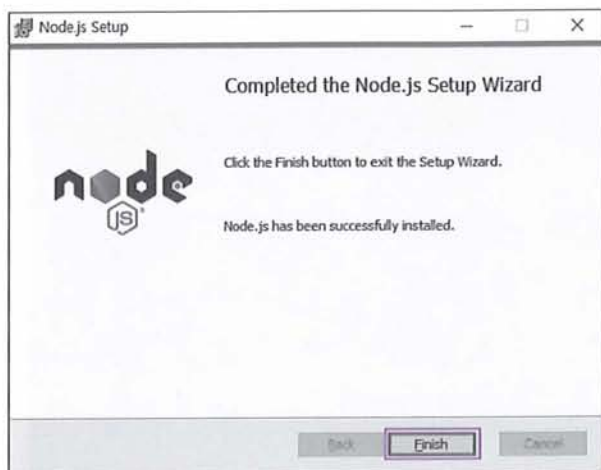 Node.js Setup
Completed the Node.js Setup Wizard
Click the Finish button to exit the Setup Wizard.
node
JS
Node.js has been successfully installed.
Back Finish Cancel